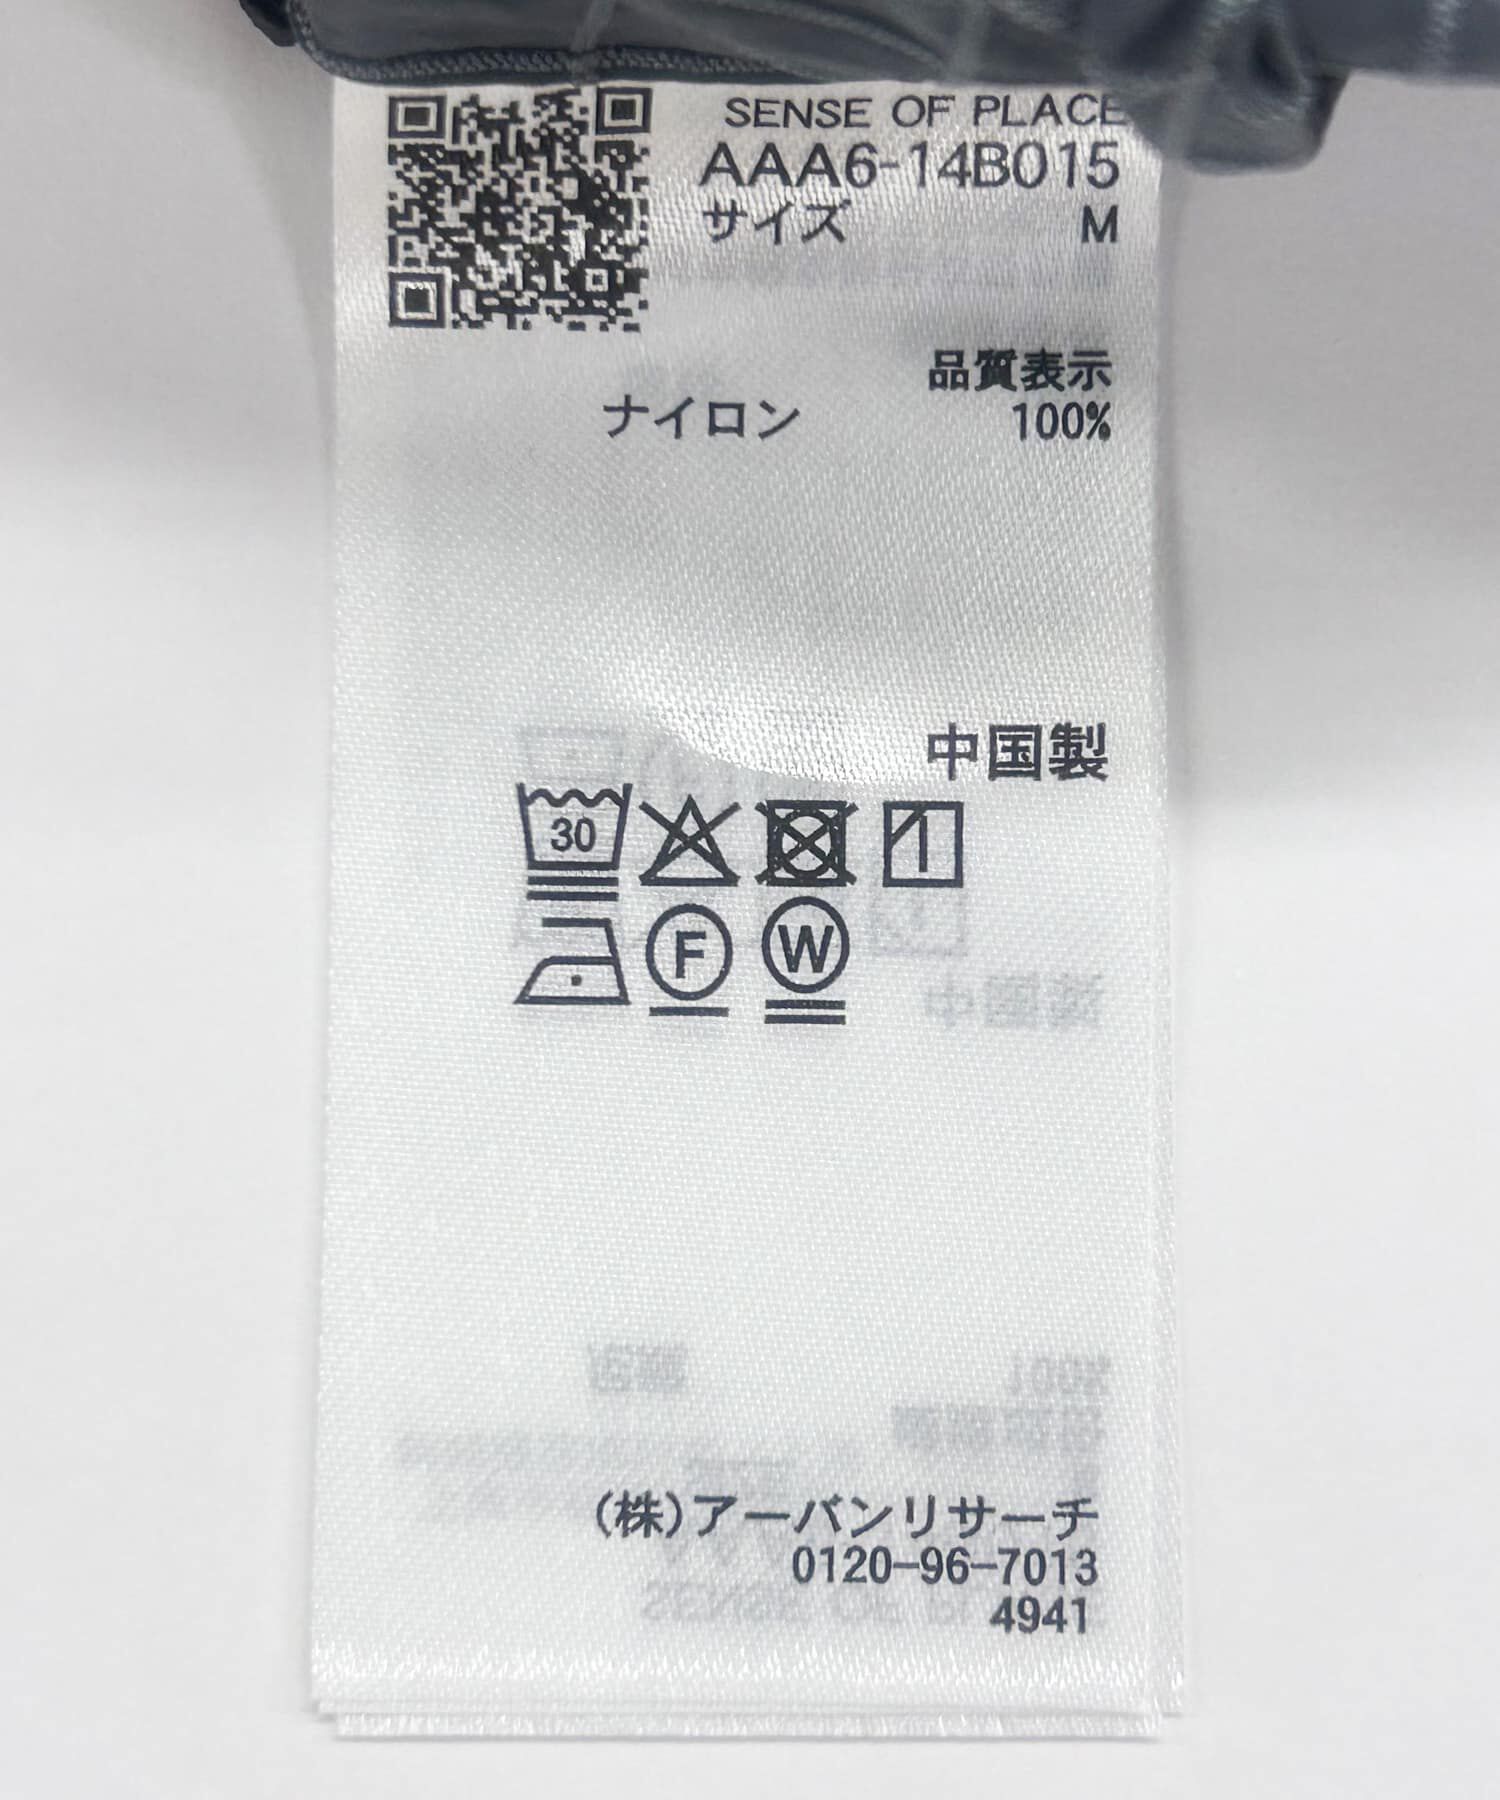 SENSE OF PLACE
AAA6-14B015
サイズ M
品質表示
ナイロン 100%
中国製
30
F W
(株)アーバンリサーチ
0120-96-7013
4941